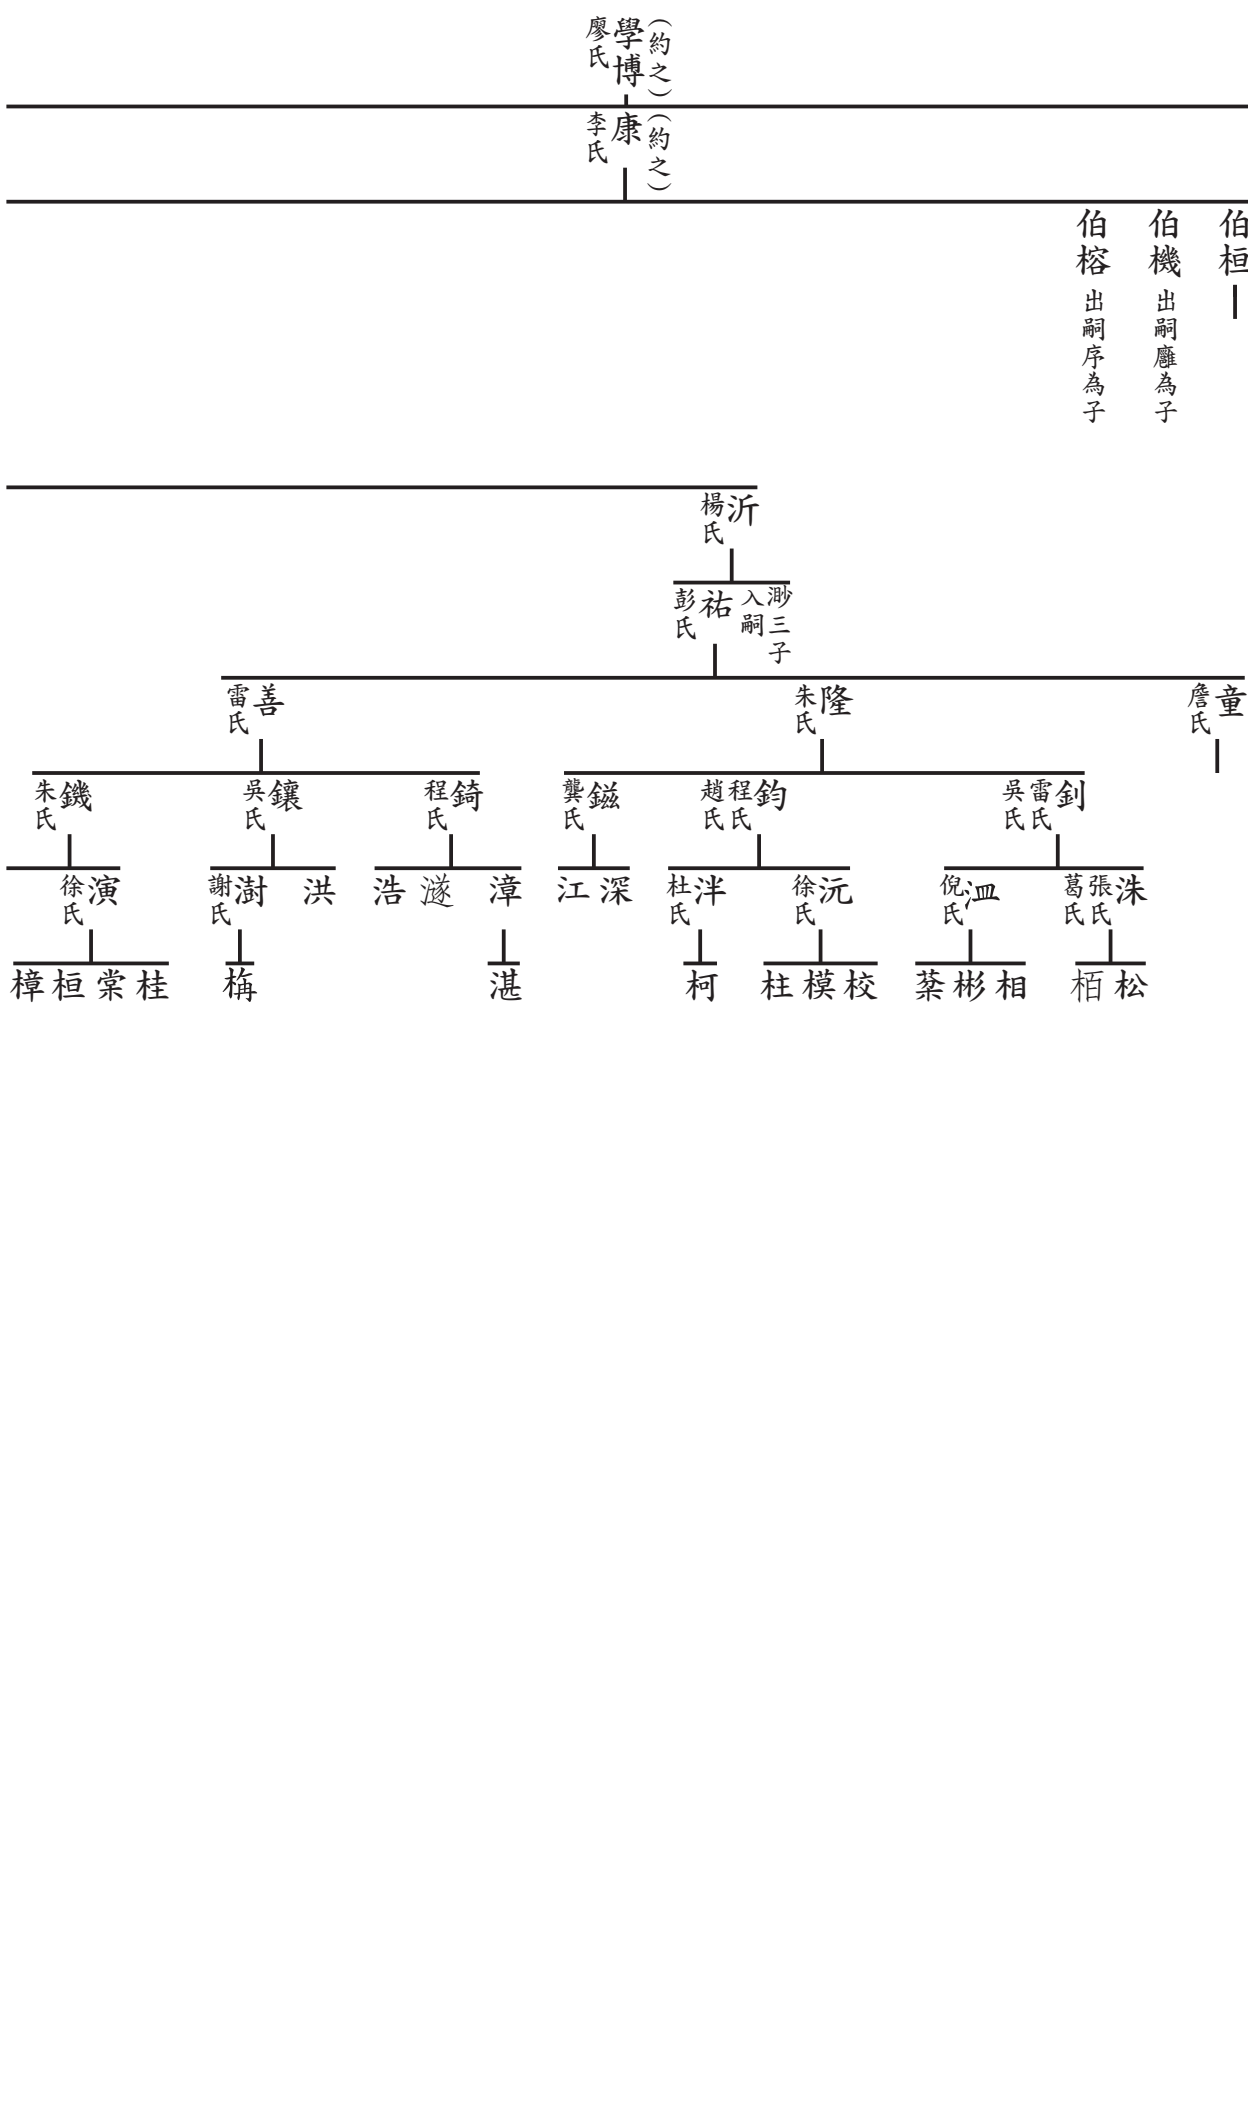 (約之)
學博
廖氏
(約之)
康
李氏
伯桓
伯機 出嗣廱為子
伯榕 出嗣序為子
沂
楊氏
渺三子
入嗣
祐
彭氏
童
詹氏
隆
朱氏
善
雷氏
釗
雷氏
吳氏
鈞
程氏
趙氏
鎡
龔氏
錡
程氏
鑲
吳氏
鐖
朱氏
洙
張氏
葛氏
泗
倪氏
沅
徐氏
泮
杜氏
深
江
漳
澻
浩
洪
澍
謝氏
演
徐氏
松
栢
相
彬
棻
校
模
柱
柯
湛
桂
棠
桓
樟